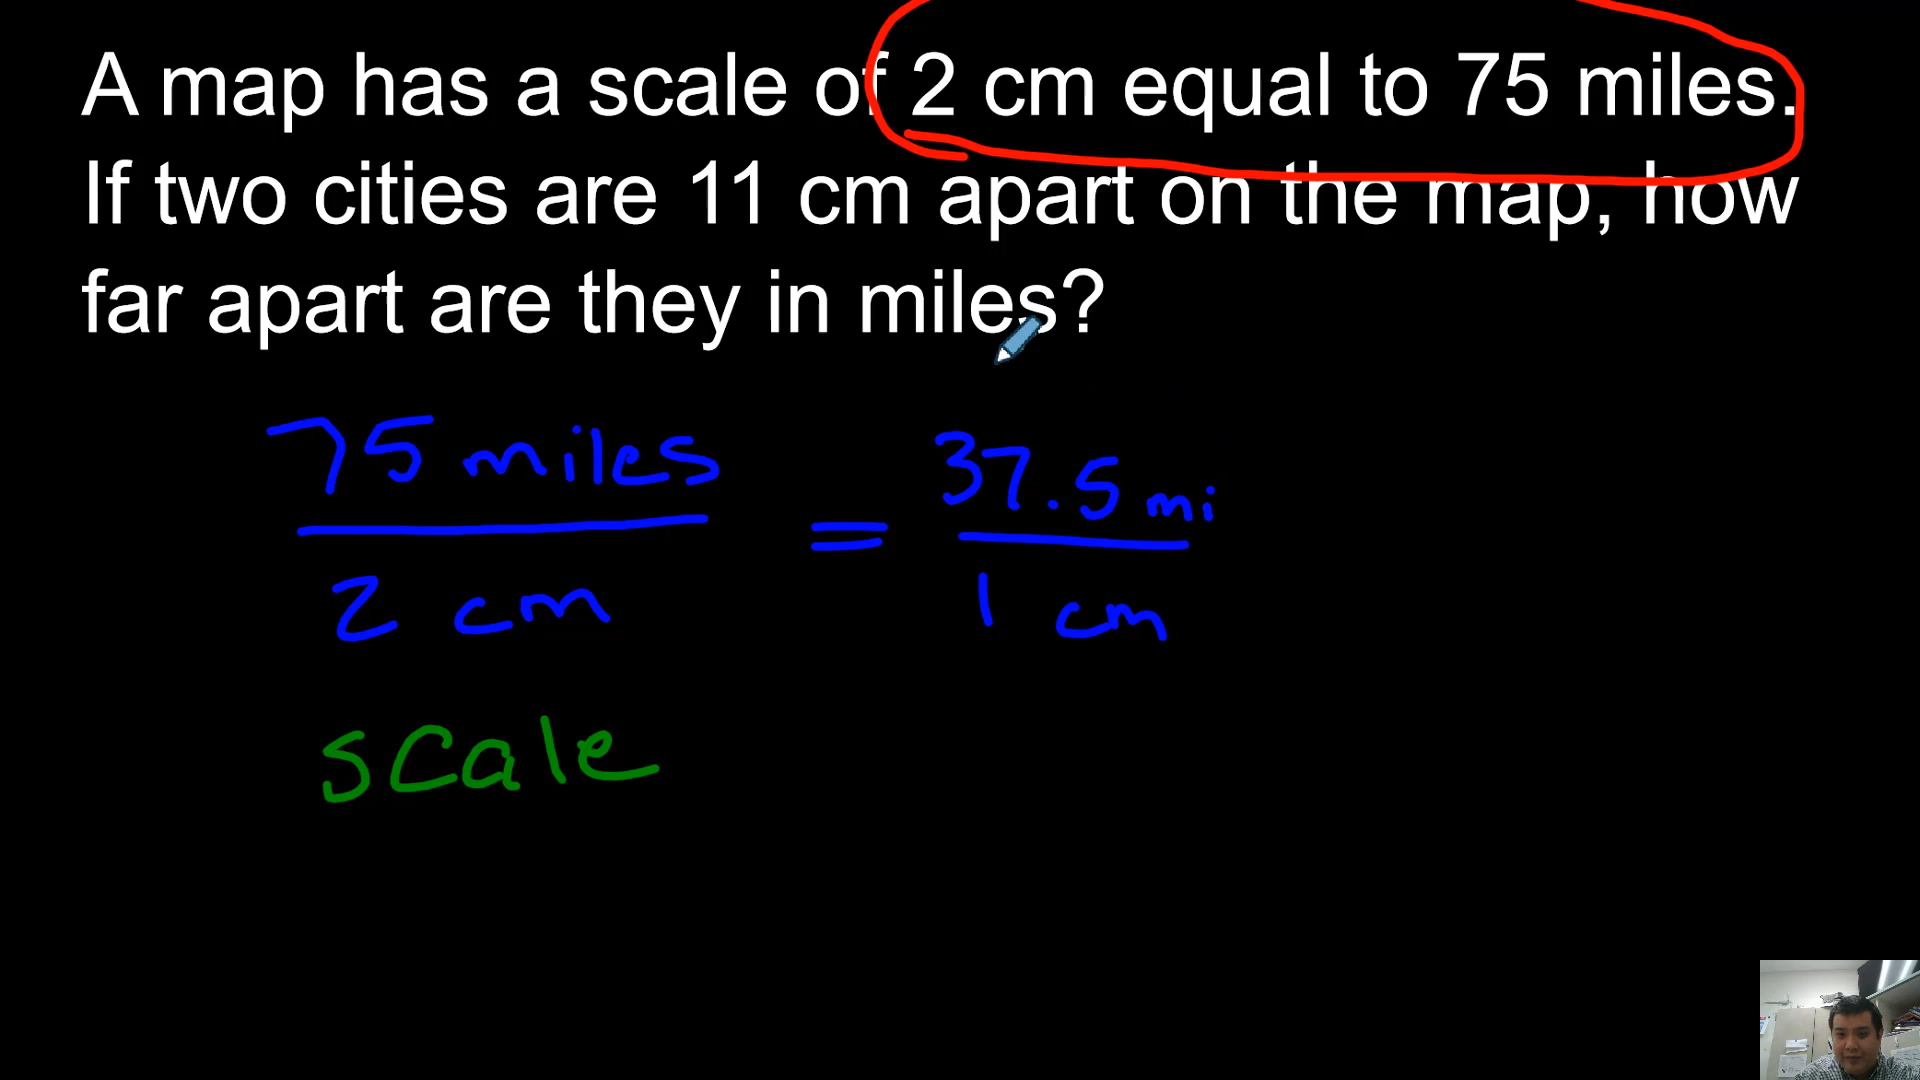 A map has a scale of 2 cm equal to 75 miles.
If two cities are 11 cm apart on the map, how
far apart are they in miles?
75 miles
2 cm
=
37.5 mi
1 cm
scale